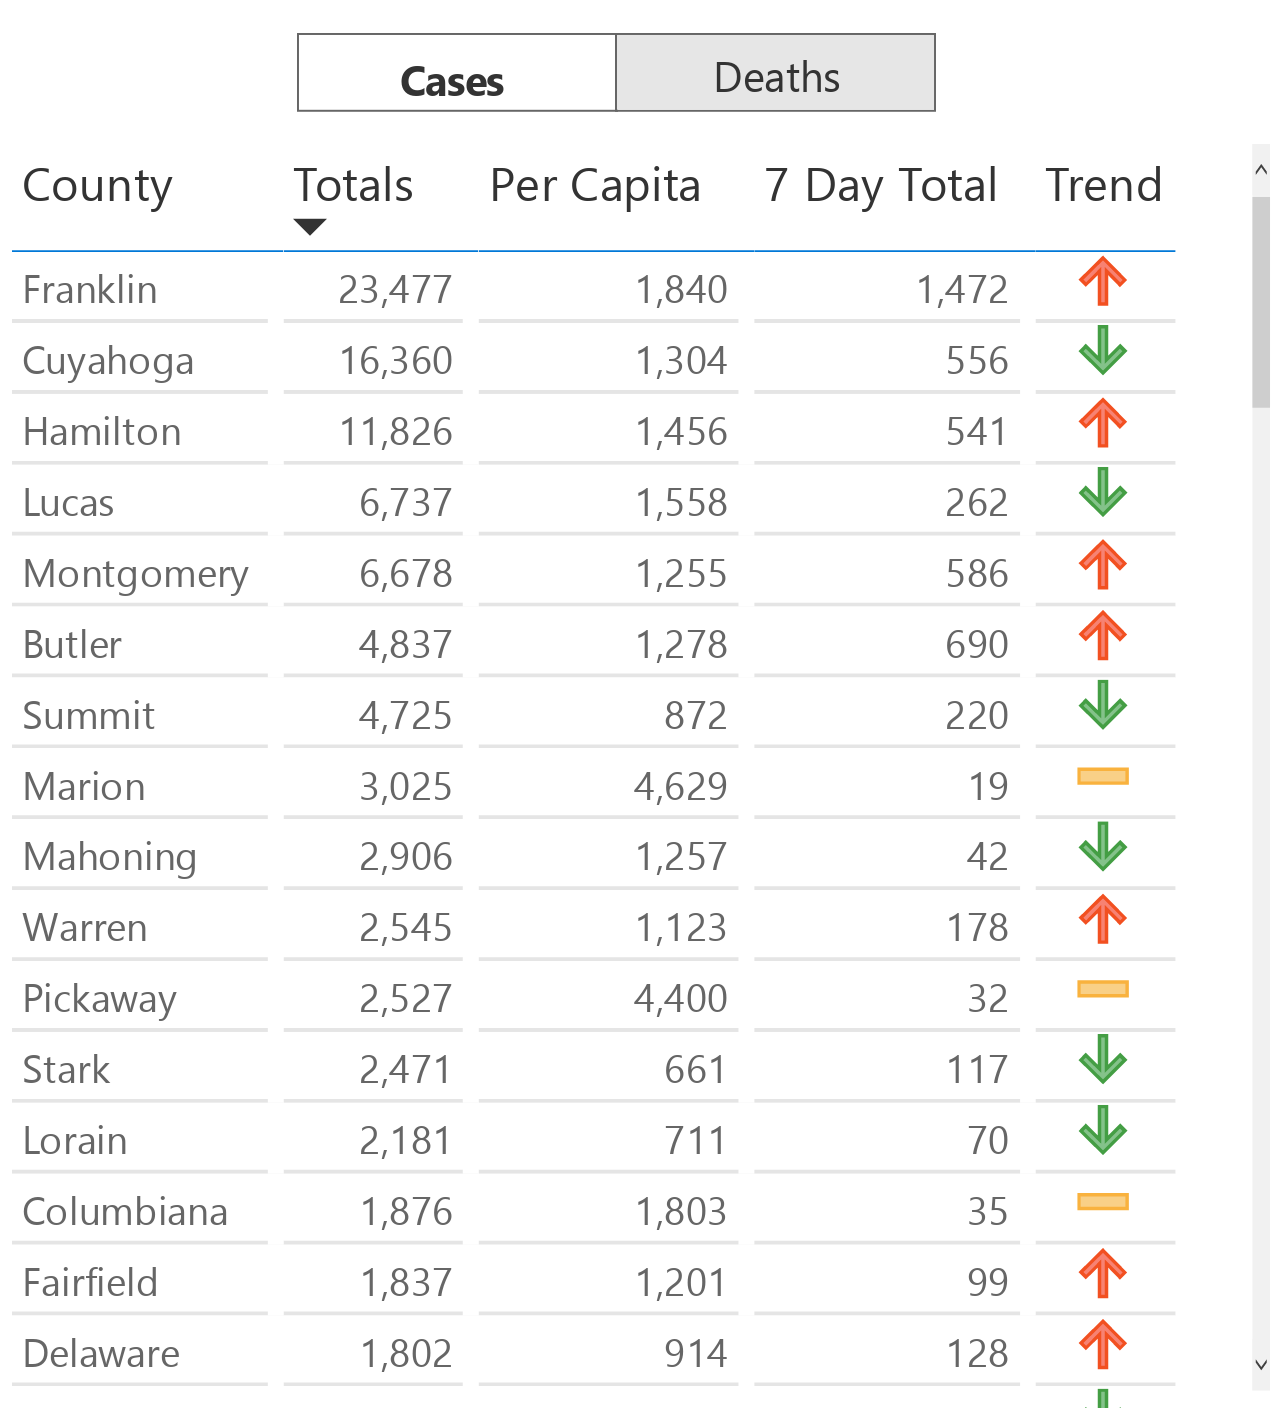 Cases Deaths
County Totals Per Capita 7 Day Total Trend
Franklin 23,477 1,840 1,472
Cuyahoga 16,360 1,304 556
Hamilton 11,826 1,456 541
Lucas 6,737 1,558 262
Montgomery 6,678 1,255 586
Butler 4,837 1,278 690
Summit 4,725 872 220
Marion 3,025 4,629 19
Mahoning 2,906 1,257 42
Warren 2,545 1,123 178
Pickaway 2,527 4,400 32
Stark 2,471 661 117
Lorain 2,181 711 70
Columbiana 1,876 1,803 35
Fairfield 1,837 1,201 99
Delaware 1,802 914 128